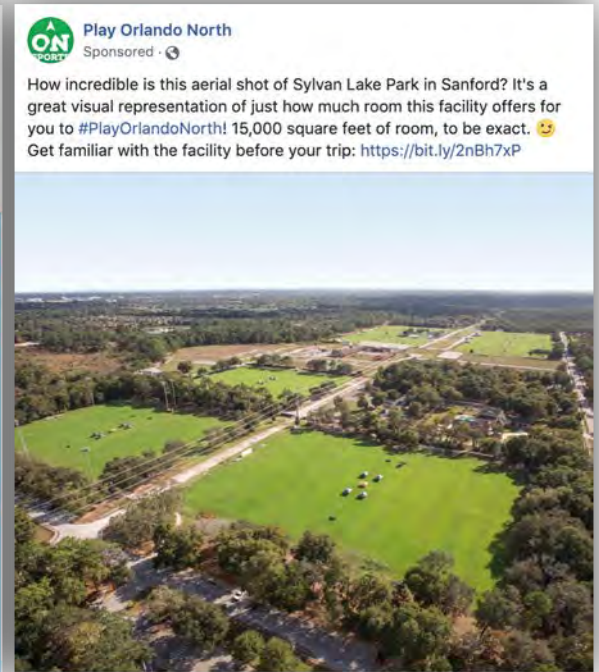 ON
SPORTS
Play Orlando North
Sponsored ·
How incredible is this aerial shot of Sylvan Lake Park in Sanford? It's a
great visual representation of just how much room this facility offers for
you to #PlayOrlandoNorth! 15,000 square feet of room, to be exact. 😉
Get familiar with the facility before your trip: https://bit.ly/2nBh7xP